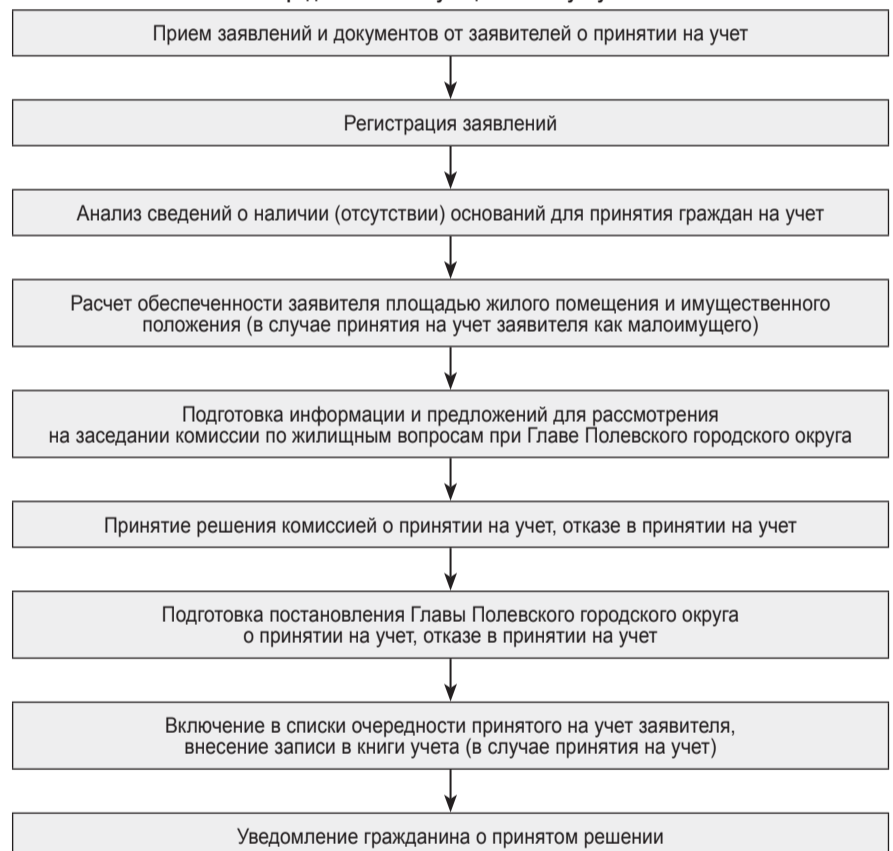 Прием заявлений и документов от заявителей о принятии на учет
Регистрация заявлений
Анализ сведений о наличии (отсутствии) оснований для принятия граждан на учет
Расчет обеспеченности заявителя площадью жилого помещения и имущественного
положения (в случае принятия на учет заявителя как малоимущего)
Подготовка информации и предложений для рассмотрения
на заседании комиссии по жилищным вопросам при Главе Полевского городского округа
Принятие решения комиссией о принятии на учет, отказе в принятии на учет
Подготовка постановления Главы Полевского городского округа
о принятии на учет, отказе в принятии на учет
Включение в списки очередности принятого на учет заявителя,
внесение записи в книги учета (в случае принятия на учет)
Уведомление гражданина о принятом решении